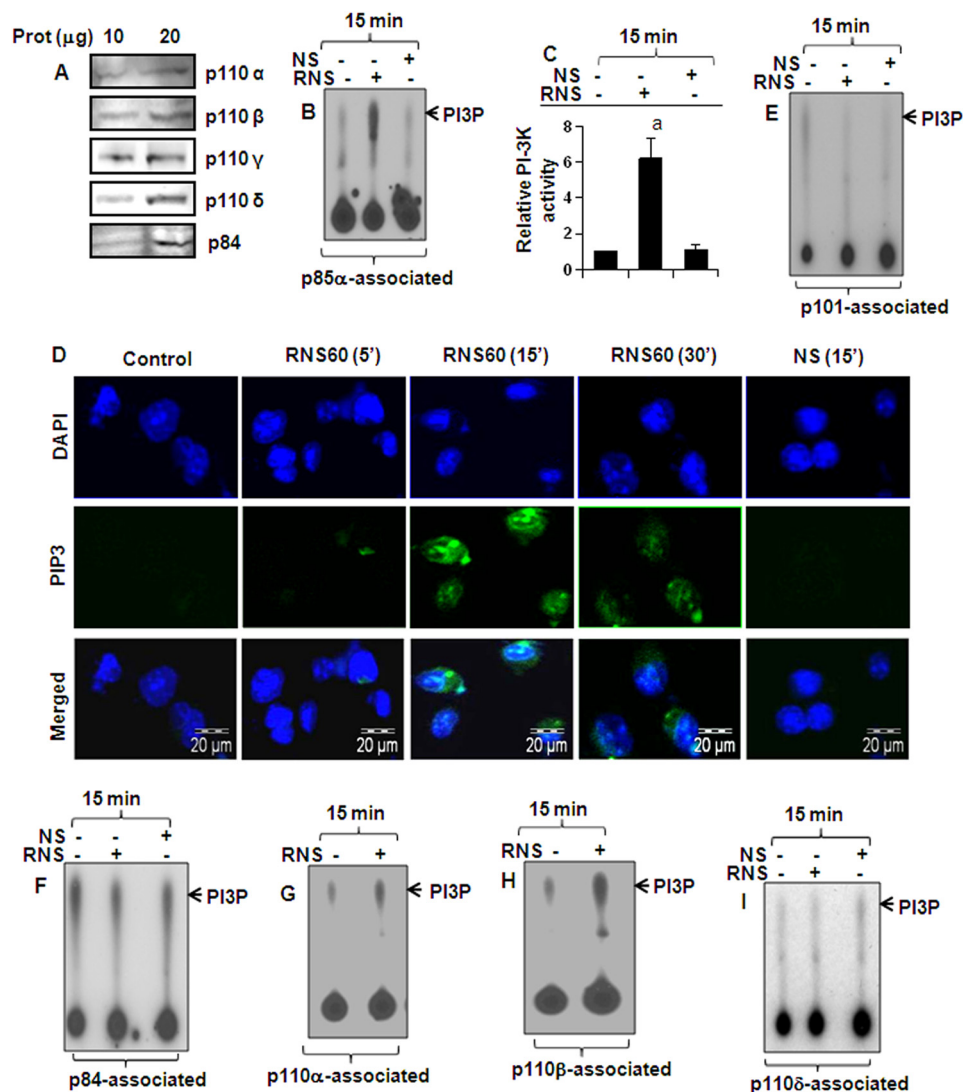 Prot (μg) 10 20
A
p110 α
p110 β
p110 γ
p110 δ
p84
15 min
NS - - +
RNS - + -
B
PI3P
p85α-associated
C
15 min
NS - - +
RNS - + -
a
8
6
4
2
0
Relative PI-3K activity
15 min
NS - - +
RNS - + -
E
PI3P
p101-associated
D
Control RNS60 (5’) RNS60 (15’) RNS60 (30’) NS (15’)
DAPI
PIP3
Merged
20 μm 20 μm 20 μm 20 μm 20 μm
15 min
NS - - +
RNS - + -
F
PI3P
p84-associated
15 min
RNS - +
G
PI3P
p110α-associated
15 min
RNS - +
H
PI3P
p110β-associated
15 min
NS - - +
RNS - + -
I
PI3P
p110δ-associated